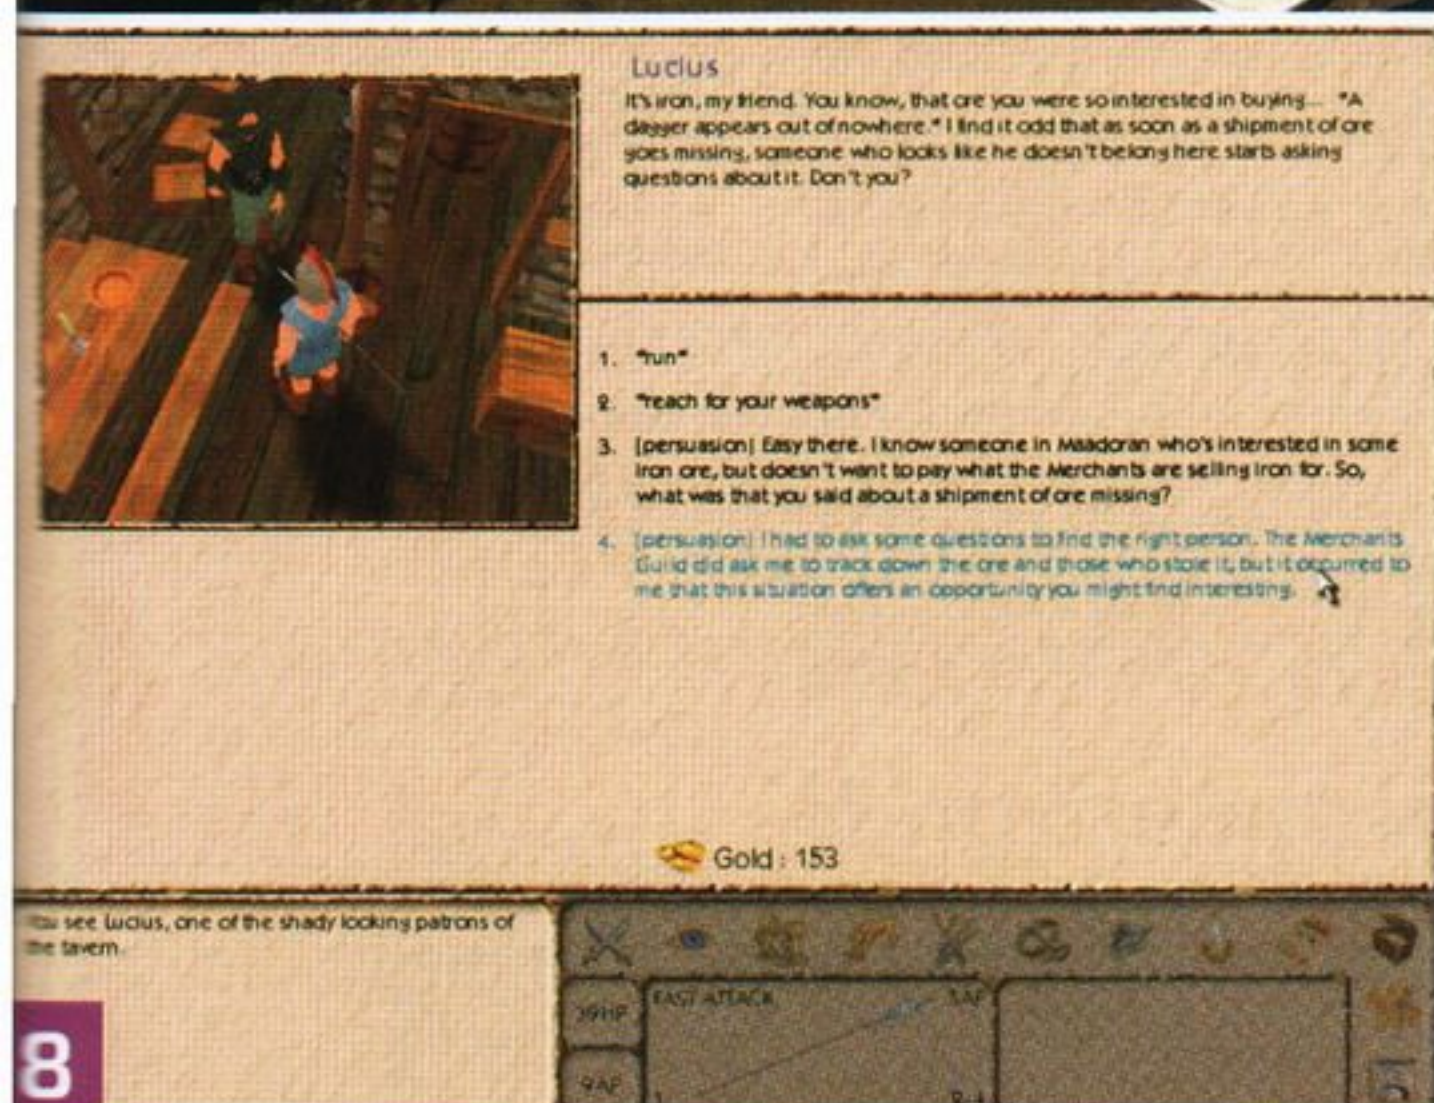 Lucius
It's iron, my friend. You know, that ore you were so interested in buying... *A
dagger appears out of nowhere.* I find it odd that as soon as a shipment of ore
goes missing, someone who looks like he doesn't belong here starts asking
questions about it. Don't you?
1. *run*
2. *reach for your weapons*
3. [persuasion] Easy there. I know someone in Maadoran who's interested in some
iron ore, but doesn't want to pay what the Merchants are selling iron for. So,
what was that you said about a shipment of ore missing?
4. [persuasion] I had to ask some questions to find the right person. The Merchants
Guild did ask me to track down the ore and those who stole it, but it occurred to
me that this situation offers an opportunity you might find interesting.
Gold : 153
You see Lucius, one of the shady looking patrons of
the tavern.
FAST ATTACK
39HP
9AP
8